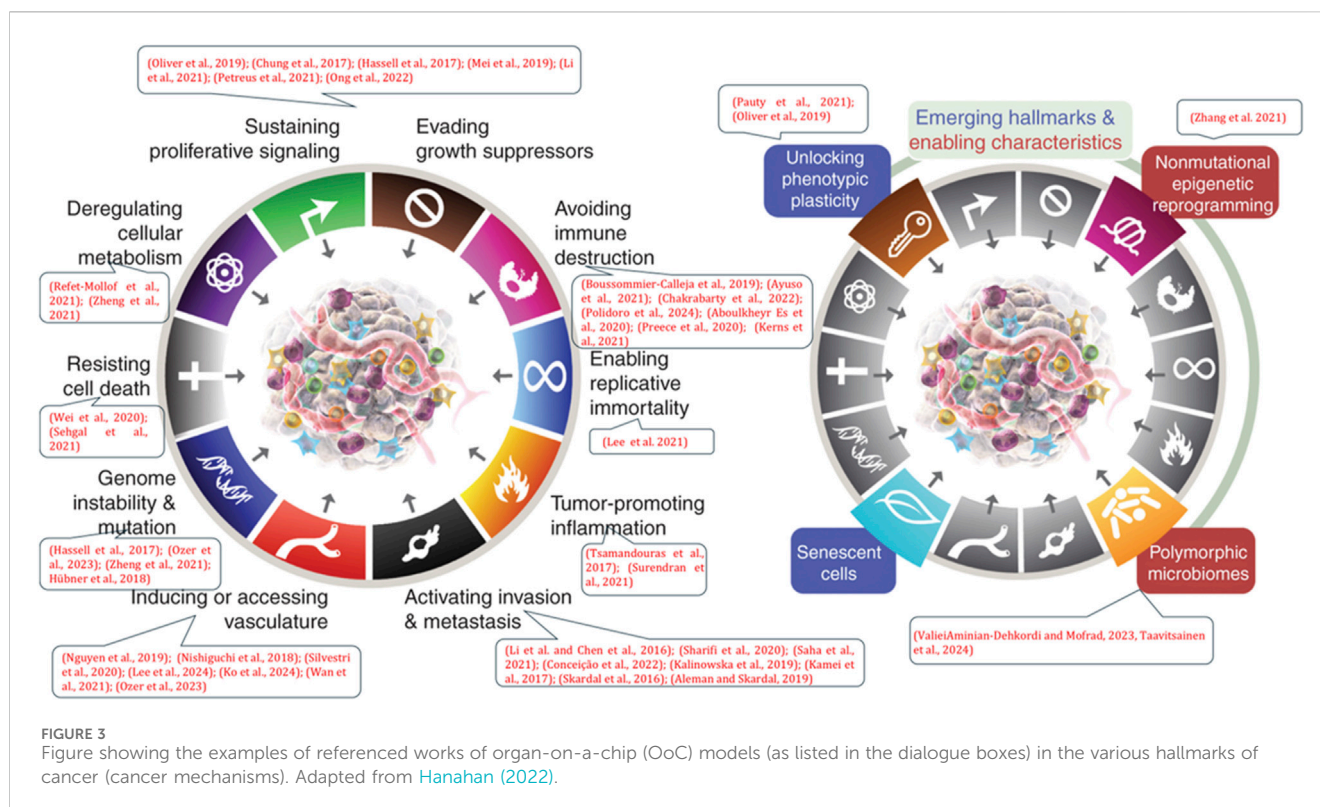 (Oliver et al., 2019); (Chung et al., 2017); (Hassell et al., 2017); (Mei et al., 2019); (Li
et al., 2021); (Petreus et al., 2021); (Ong et al., 2022)
Sustaining
proliferative signaling
Evading
growth suppressors
Deregulating
cellular
metabolism
(Refet-Mollof et al.,
2021); (Zheng et al.,
2021)
Avoiding
immune
destruction
(Boussommier-Calleja et al., 2019); (Ayuso
et al., 2021); (Chakrabarty et al., 2022);
(Polidoro et al., 2024); (Aboulkheyr Es et
al., 2020); (Preece et al., 2020); (Kerns et
al., 2021)
Resisting
cell death
(Wei et al., 2020);
(Sehgal et al.,
2021)
Enabling
replicative
immortality
(Lee et al. 2021)
Genome
instability &
mutation
(Hassell et al., 2017); (Ozer
et al., 2023); (Zheng et al., 2021);
Hübner et al., 2018)
Tumor-promoting
inflammation
(Tsamandouras et al.,
2017); (Surendran et
al., 2021)
Inducing or accessing
vasculature
(Nguyen et al., 2019); (Nishiguchi et al., 2018); (Silvestri
et al., 2020); (Lee et al., 2024); (Ko et al., 2024); (Wan et
al., 2021); (Ozer et al., 2023)
Activating invasion
& metastasis
(Li et al. and Chen et al., 2016); (Sharifi et al., 2020); (Saha et al.,
2021); (Conceição et al., 2022); (Kalinowska et al., 2019); (Kamei et
al., 2017); (Skardal et al., 2016); (Aleman and Skardal, 2019)
(Pauty et al., 2021);
(Oliver et al., 2019)
Unlocking
phenotypic
plasticity
Emerging hallmarks &
enabling characteristics
(Zhang et al. 2021)
Nonmutational
epigenetic
reprogramming
Senescent
cells
Polymorphic
microbiomes
(ValieiAminian-Dehkordi and Mofrad, 2023, Taavitsainen
et al., 2024)
FIGURE 3
Figure showing the examples of referenced works of organ-on-a-chip (OoC) models (as listed in the dialogue boxes) in the various hallmarks of
cancer (cancer mechanisms). Adapted from Hanahan (2022).